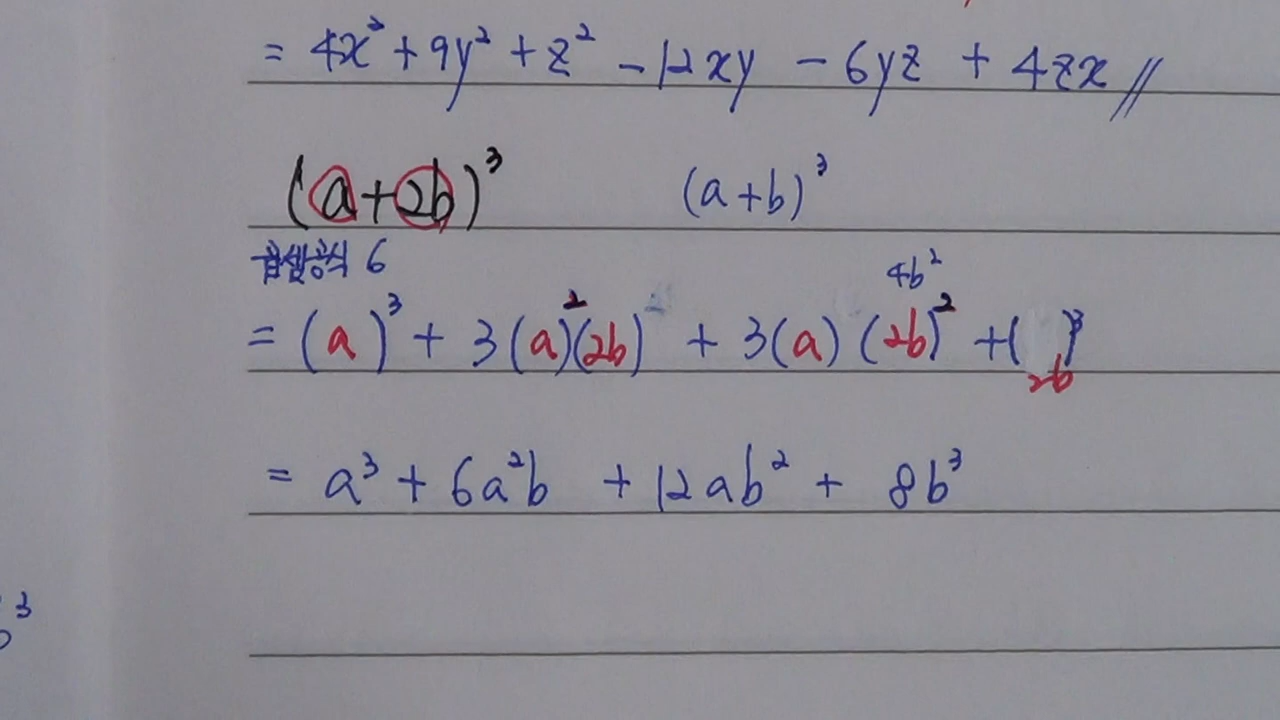 = 4x² + 9y² + z² - 12xy - 6yz + 4zx //
(a+2b)³ (a+b)³
곱셈공식 6
4b²
= (a)³ + 3(a)²(2b) + 3(a)(2b)² + (2b)³
= a³ + 6a²b + 12ab² + 8b³